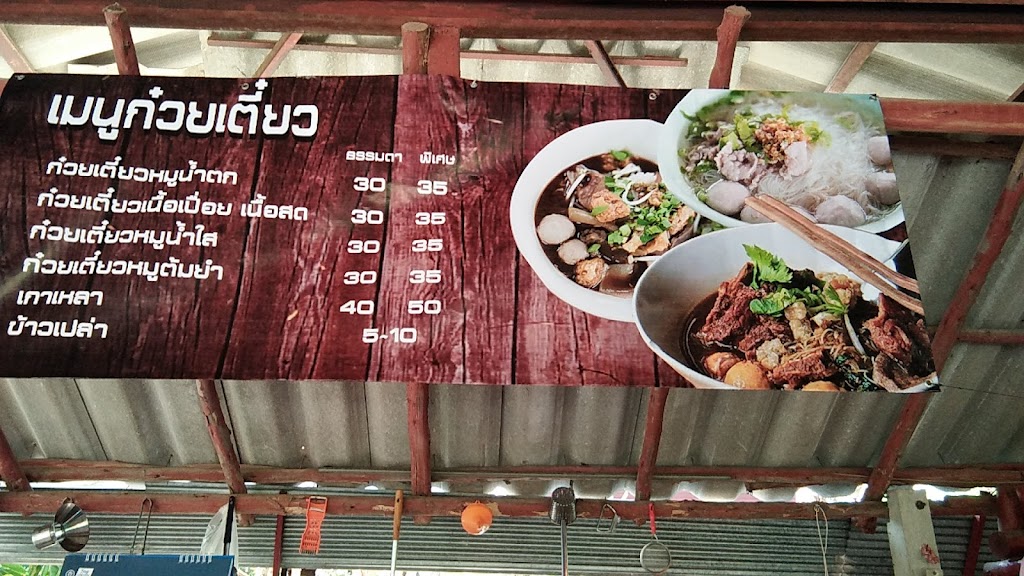 เมนูก๋วยเตี๋ยว
ธรรมดา พิเศษ
ก๋วยเตี๋ยวหมูน้ำตก 30 35
ก๋วยเตี๋ยวเนื้อเปื่อย เนื้อสด 30 35
ก๋วยเตี๋ยวหมูน้ำใส 30 35
ก๋วยเตี๋ยวหมูต้มยำ 30 35
เกาเหลา 40 50
ข้าวเปล่า 5-10